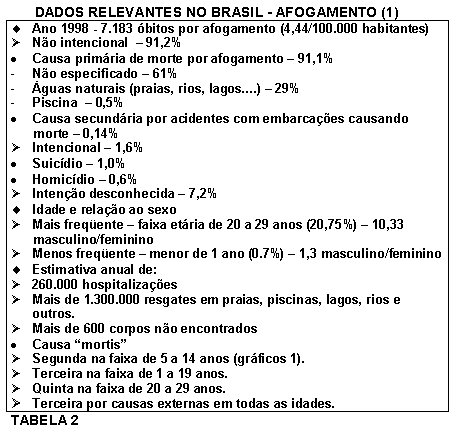 DADOS RELEVANTES NO BRASIL - AFOGAMENTO (1)
◆ Ano 1998 - 7.183 óbitos por afogamento (4,44/100.000 habitantes)
➤ Não intencional – 91,2%
● Causa primária de morte por afogamento – 91,1%
- Não especificado – 61%
- Águas naturais (praias, rios, lagos....) – 29%
- Piscina – 0,5%
● Causa secundária por acidentes com embarcações causando
morte – 0,14%
➤ Intencional – 1,6%
● Suicídio – 1,0%
● Homicídio – 0,6%
➤ Intenção desconhecida – 7,2%
◆ Idade e relação ao sexo
➤ Mais freqüente – faixa etária de 20 a 29 anos (20,75%) – 10,33
masculino/feminino
➤ Menos freqüente – menor de 1 ano (0.7%) – 1,3 masculino/feminino
◆ Estimativa anual de:
➤ 260.000 hospitalizações
➤ Mais de 1.300.000 resgates em praias, piscinas, lagos, rios e
outros.
➤ Mais de 600 corpos não encontrados
● Causa “mortis”
➤ Segunda na faixa de 5 a 14 anos (gráficos 1).
➤ Terceira na faixa de 1 a 19 anos.
➤ Quinta na faixa de 20 a 29 anos.
➤ Terceira por causas externas em todas as idades.
TABELA 2